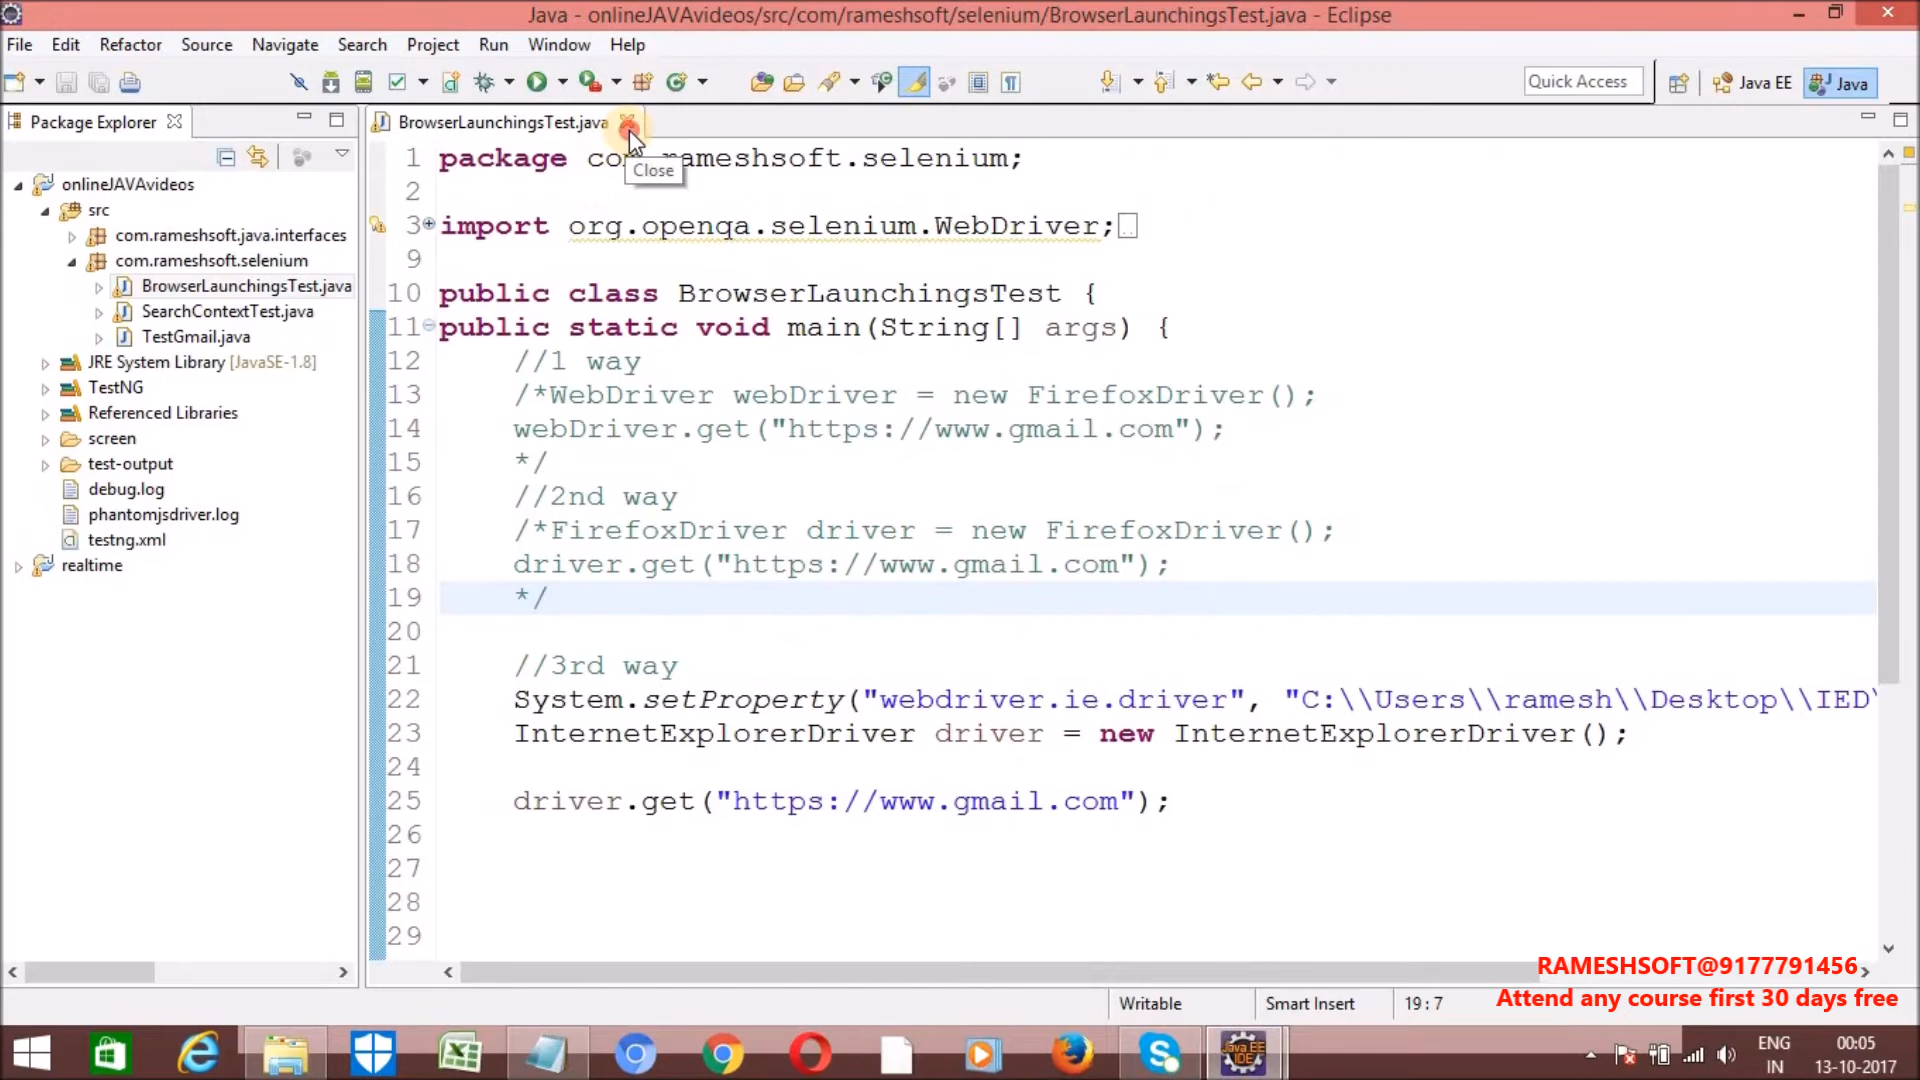 Java - onlineJAVAvideos/src/com/rameshsoft/selenium/BrowserLaunchingsTest.java - Eclipse
File Edit Refactor Source Navigate Search Project Run Window Help
Quick Access Java EE Java
Package Explorer
onlineJAVAvideos
src
com.rameshsoft.java.interfaces
com.rameshsoft.selenium
BrowserLaunchingsTest.java
SearchContextTest.java
TestGmail.java
JRE System Library [JavaSE-1.8]
TestNG
Referenced Libraries
screen
test-output
debug.log
phantomjsdriver.log
testng.xml
realtime
BrowserLaunchingsTest.java
Close
1 package com.rameshsoft.selenium;
2
3 import org.openqa.selenium.WebDriver;
9
10 public class BrowserLaunchingsTest {
11 public static void main(String[] args) {
12 //1 way
13 /*WebDriver webDriver = new FirefoxDriver();
14 webDriver.get("https://www.gmail.com");
15 */
16 //2nd way
17 /*FirefoxDriver driver = new FirefoxDriver();
18 driver.get("https://www.gmail.com");
19 */
20
21 //3rd way
22 System.setProperty("webdriver.ie.driver", "C:\\Users\\ramesh\\Desktop\\IED\
23 InternetExplorerDriver driver = new InternetExplorerDriver();
24
25 driver.get("https://www.gmail.com");
26
27
28
29
RAMESHSOFT@9177791456
Attend any course first 30 days free
Writable Smart Insert 19 : 7
Java EE
IDE
ENG
IN
00:05
13-10-2017